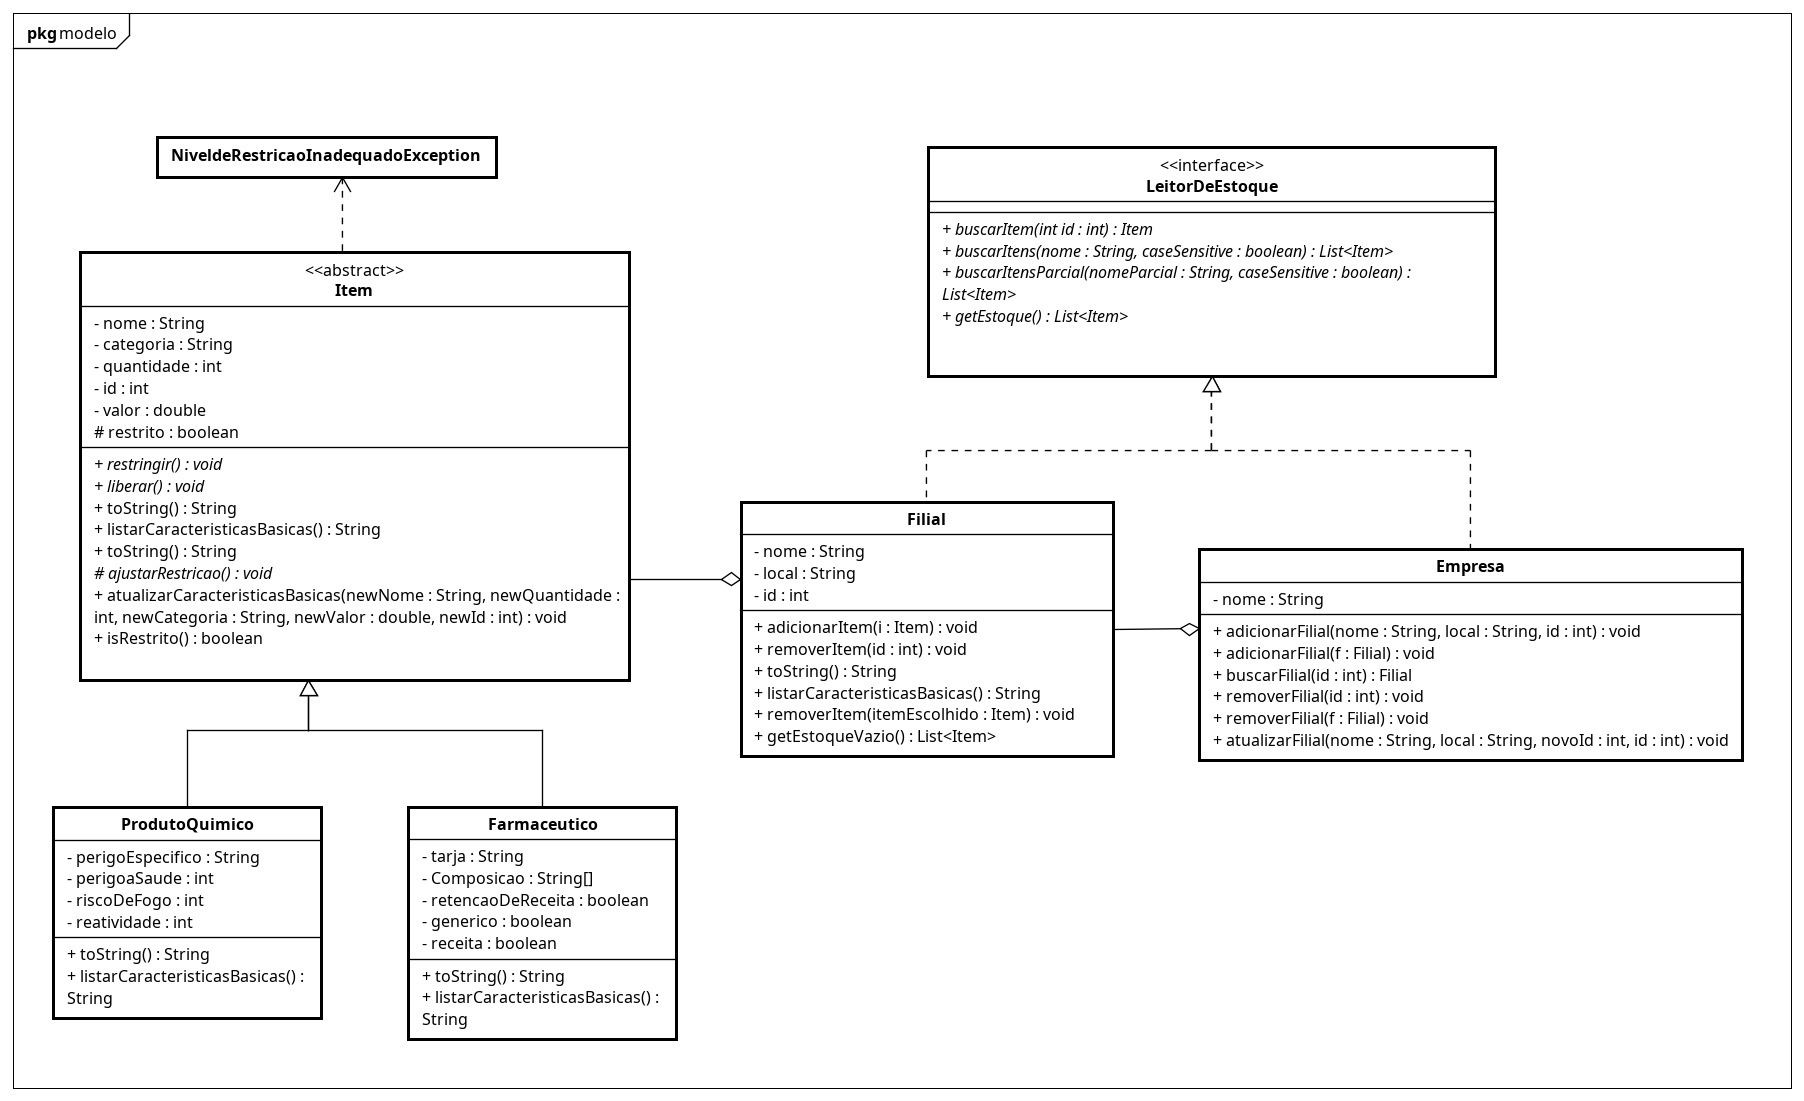 pkg modelo
NiveldeRestricaoInadequadoException
<<abstract>>
Item
- nome : String
- categoria : String
- quantidade : int
- id : int
- valor : double
# restrito : boolean
+ restringir() : void
+ liberar() : void
+ toString() : String
+ listarCaracteristicasBasicas() : String
+ toString() : String
# ajustarRestricao() : void
+ atualizarCaracteristicasBasicas(newNome : String, newQuantidade :
int, newCategoria : String, newValor : double, newId : int) : void
+ isRestrito() : boolean
<<interface>>
LeitorDeEstoque
+ buscarItem(int id : int) : Item
+ buscarItens(nome : String, caseSensitive : boolean) : List<Item>
+ buscarItensParcial(nomeParcial : String, caseSensitive : boolean) :
List<Item>
+ getEstoque() : List<Item>
Filial
- nome : String
- local : String
- id : int
+ adicionarItem(i : Item) : void
+ removerItem(id : int) : void
+ toString() : String
+ listarCaracteristicasBasicas() : String
+ removerItem(itemEscolhido : Item) : void
+ getEstoqueVazio() : List<Item>
Empresa
- nome : String
+ adicionarFilial(nome : String, local : String, id : int) : void
+ adicionarFilial(f : Filial) : void
+ buscarFilial(id : int) : Filial
+ removerFilial(id : int) : void
+ removerFilial(f : Filial) : void
+ atualizarFilial(nome : String, local : String, novoId : int, id : int) : void
ProdutoQuimico
- perigoEspecifico : String
- perigoaSaude : int
- riscoDeFogo : int
- reatividade : int
+ toString() : String
+ listarCaracteristicasBasicas() :
String
Farmaceutico
- tarja : String
- Composicao : String[]
- retencaoDeReceita : boolean
- generico : boolean
- receita : boolean
+ toString() : String
+ listarCaracteristicasBasicas() :
String